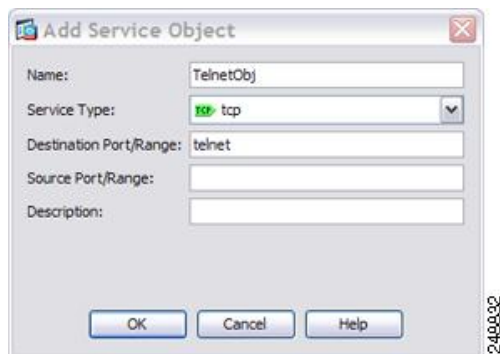 Add Service Object
Name: TelnetObj
Service Type: TCP tcp
Destination Port/Range: telnet
Source Port/Range:
Description:
OK Cancel Help
248832